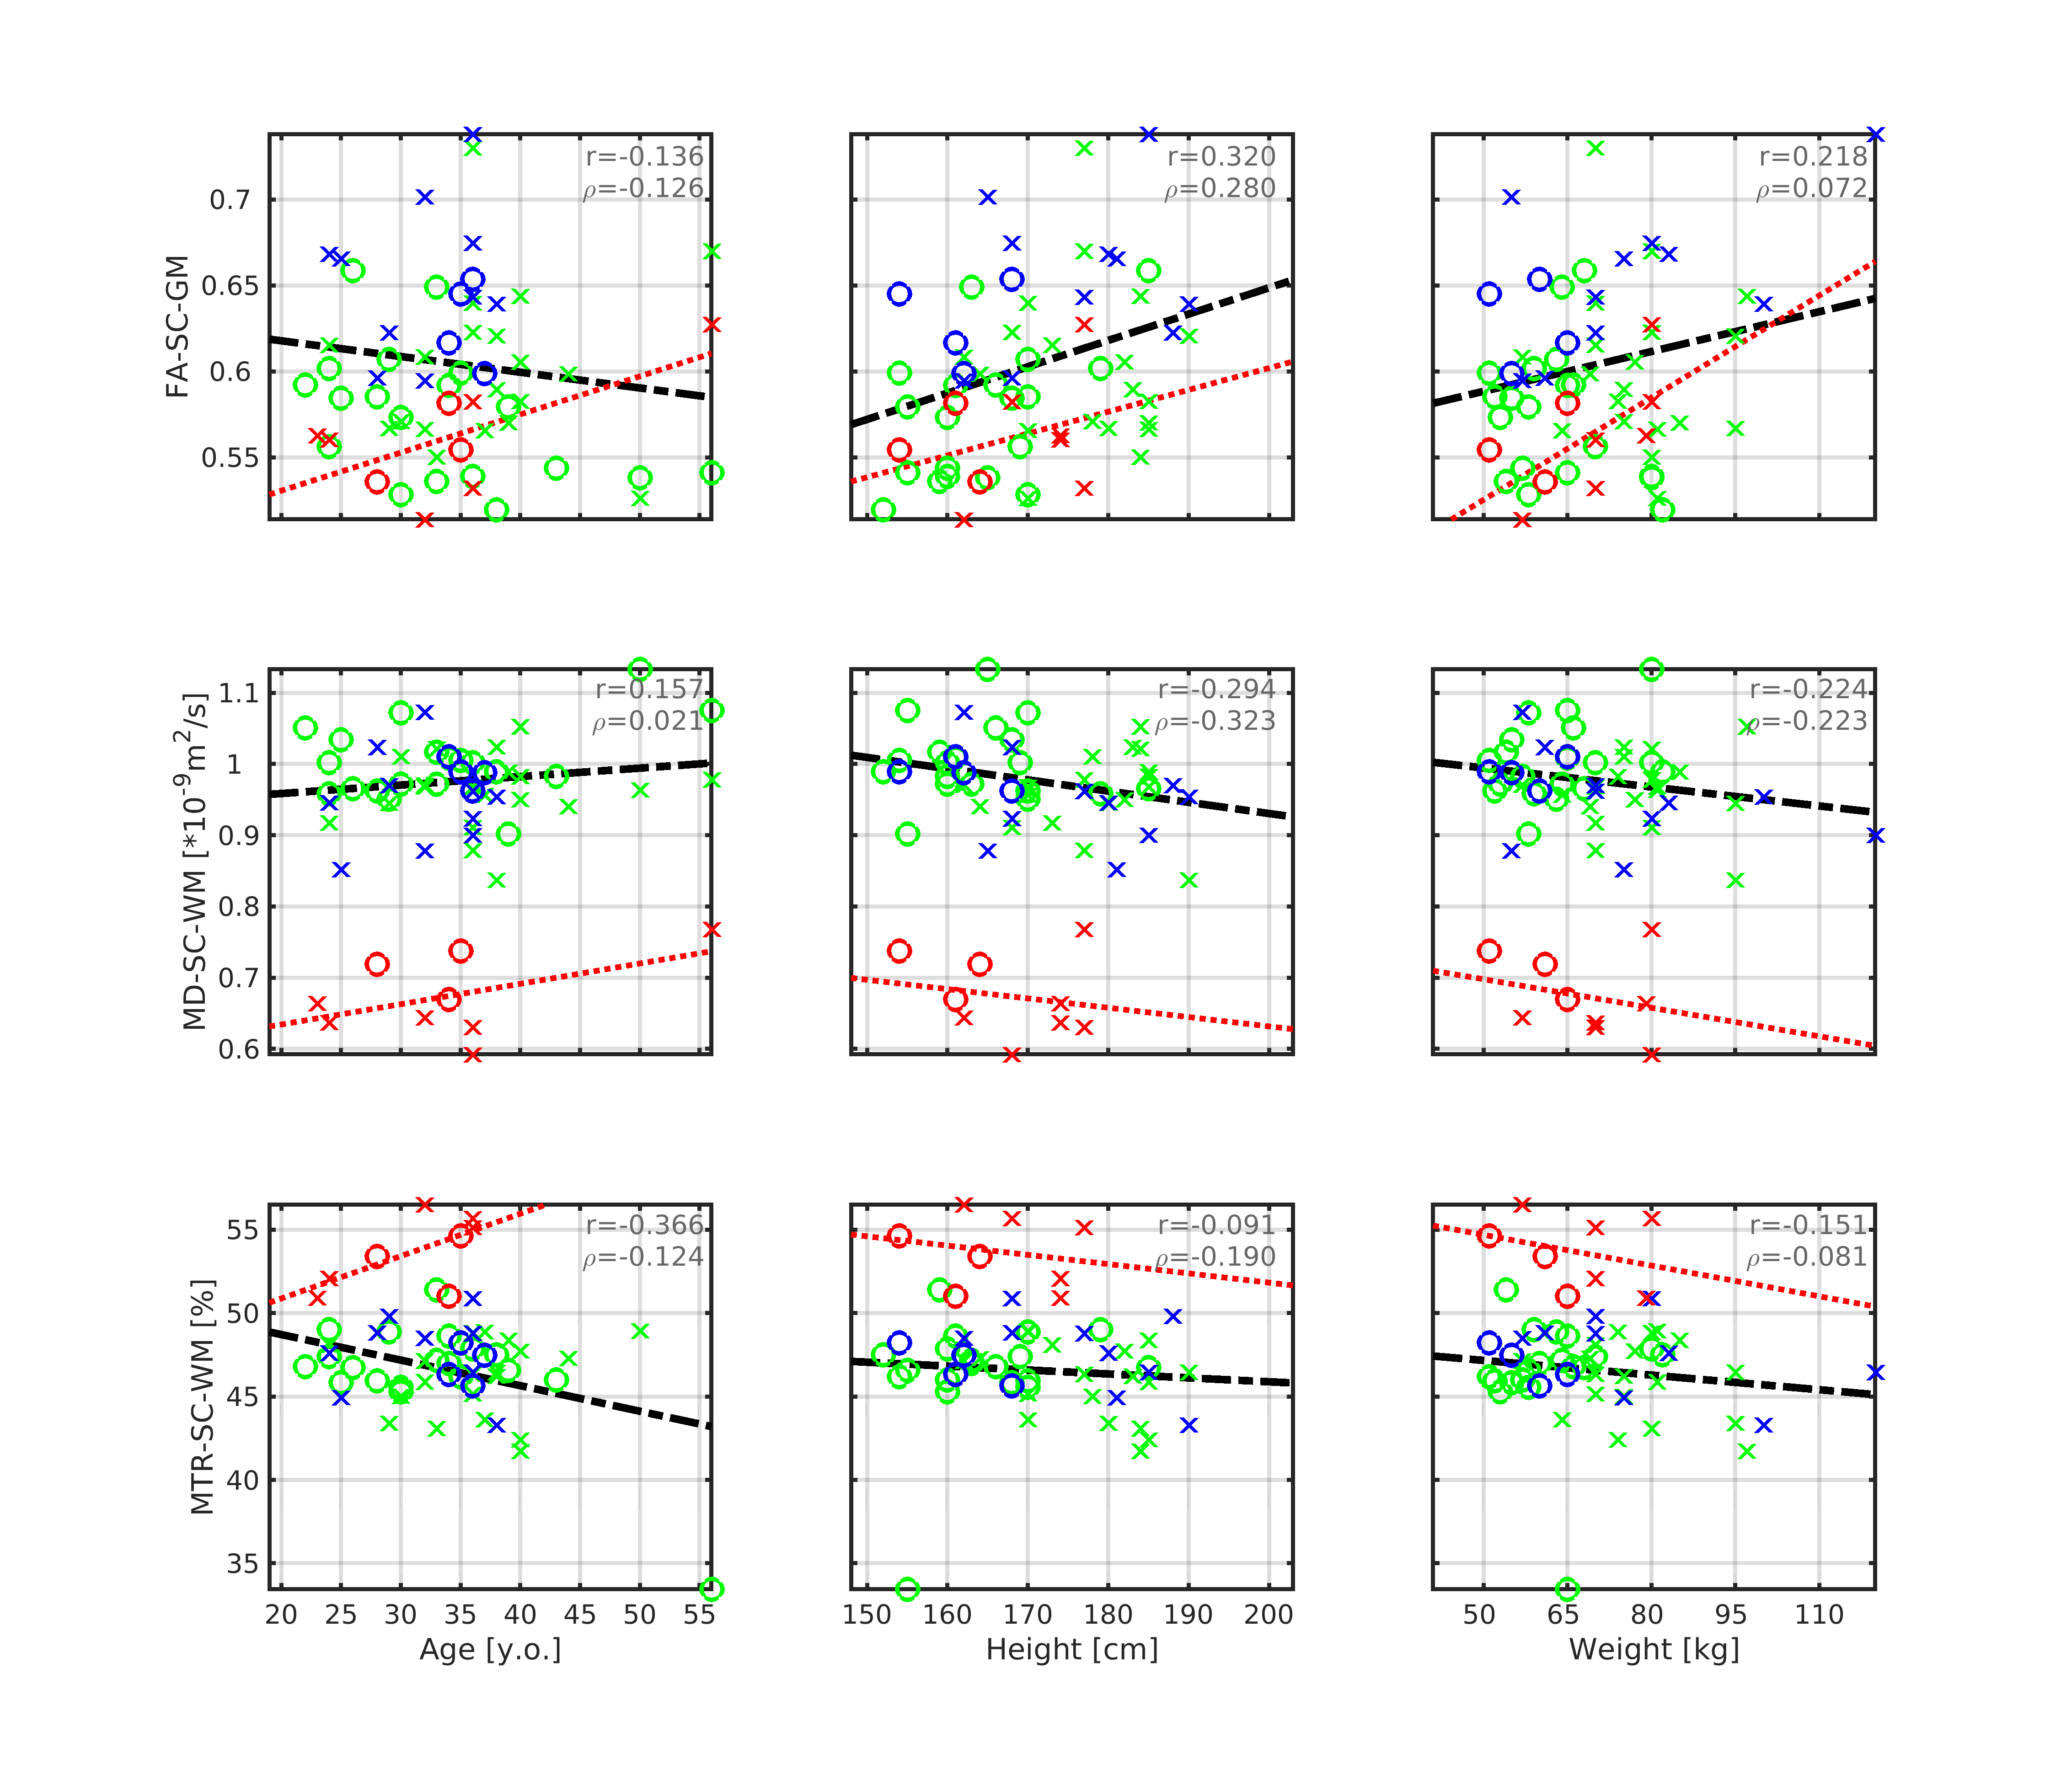 r=-0.136
ρ=-0.126
r=0.320
ρ=0.280
r=0.218
ρ=0.072
FA-SC-GM
0.7
0.65
0.6
0.55
r=0.157
ρ=0.021
r=-0.294
ρ=-0.323
r=-0.224
ρ=-0.223
MD-SC-WM [*10⁻⁹m²/s]
1.1
1
0.9
0.8
0.7
0.6
r=-0.366
ρ=-0.124
r=-0.091
ρ=-0.190
r=-0.151
ρ=-0.081
MTR-SC-WM [%]
55
50
45
40
35
20 25 30 35 40 45 50 55
150 160 170 180 190 200
50 65 80 95 110
Age [y.o.]
Height [cm]
Weight [kg]